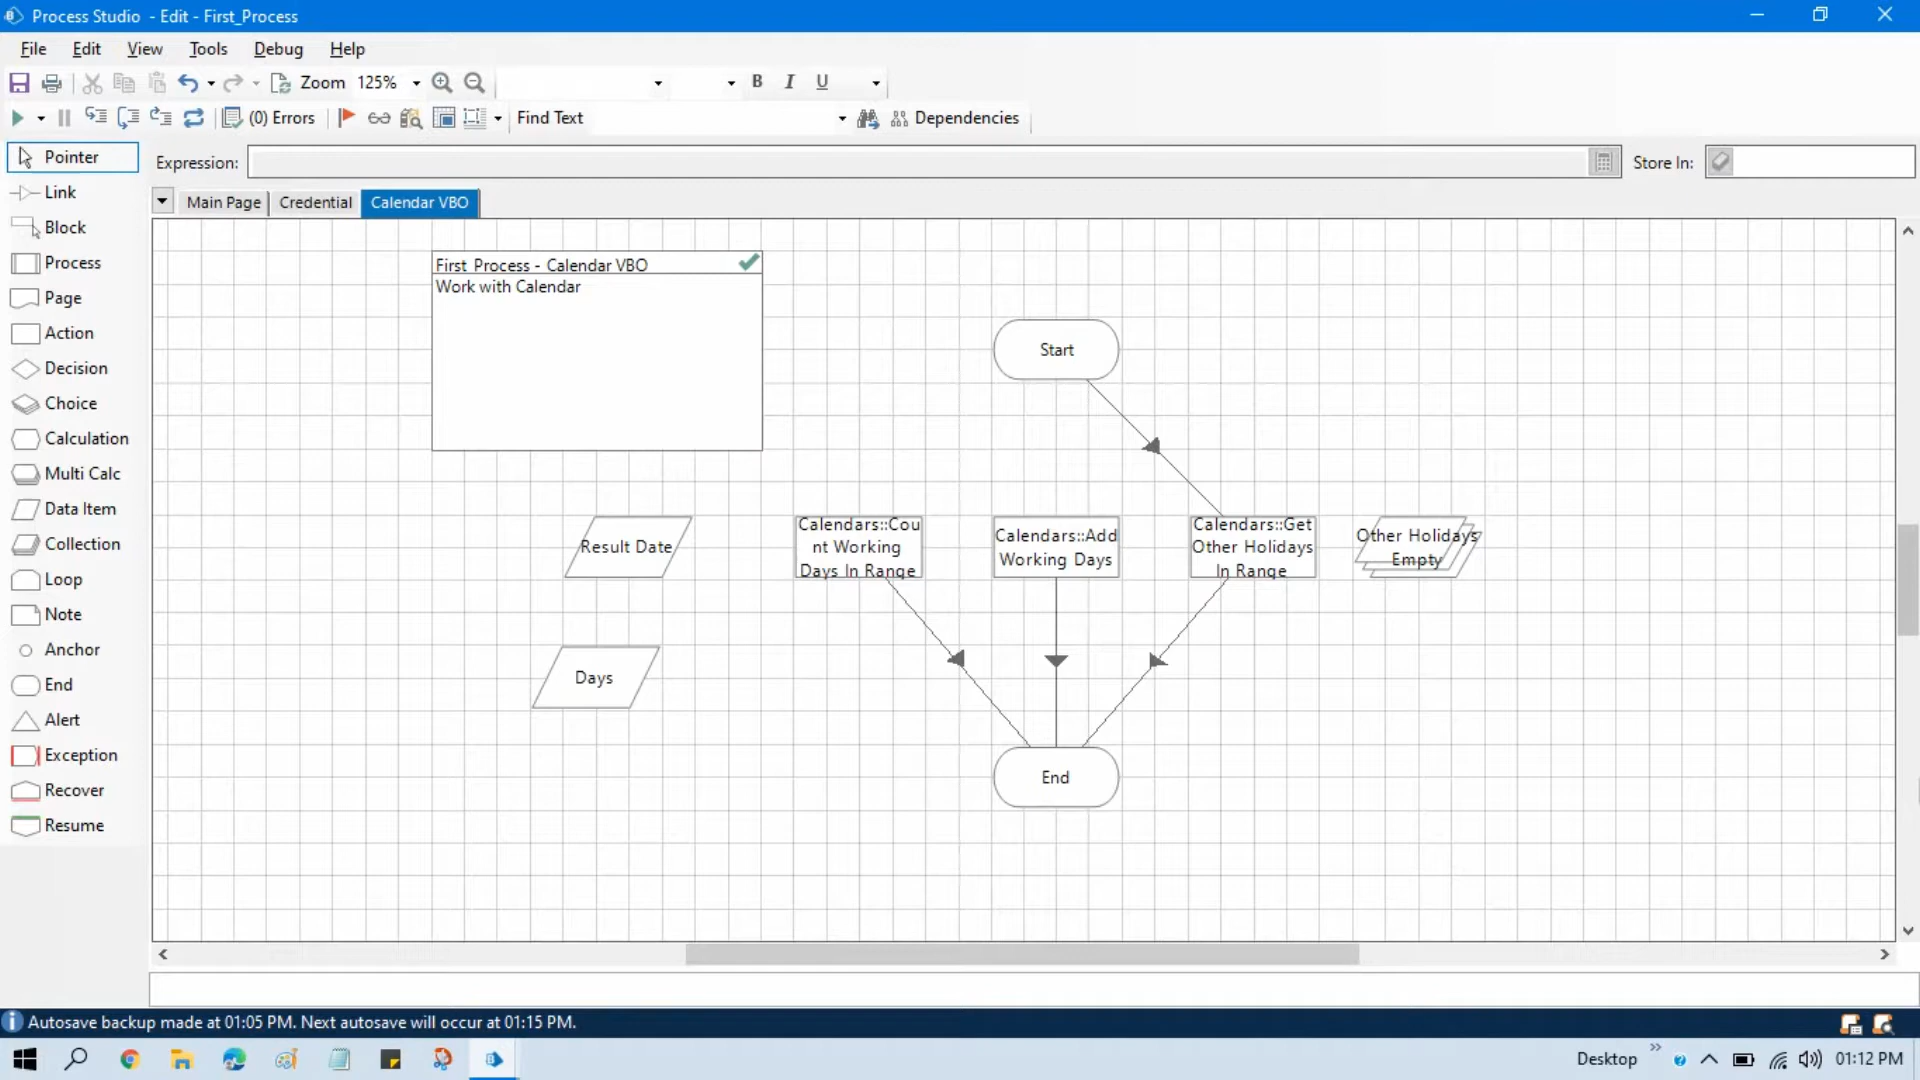 Process Studio - Edit - First_Process
File Edit View Tools Debug Help
Zoom 125% B I U
(0) Errors Find Text Dependencies
Pointer
Expression: Store In:
Link
Main Page Credential Calendar VBO
Block
Process
Page
Action
Decision
Choice
Calculation
Multi Calc
Data Item
Collection
Loop
Note
Anchor
End
Alert
Exception
Recover
Resume
First_Process - Calendar VBO
Work with Calendar
Start
Result Date
Calendars::Cou
nt Working
Days In Range
Calendars::Add
Working Days
Calendars::Get
Other Holidays
In Range
Other Holidays
Empty
Days
End
Autosave backup made at 01:05 PM. Next autosave will occur at 01:15 PM.
Desktop 01:12 PM